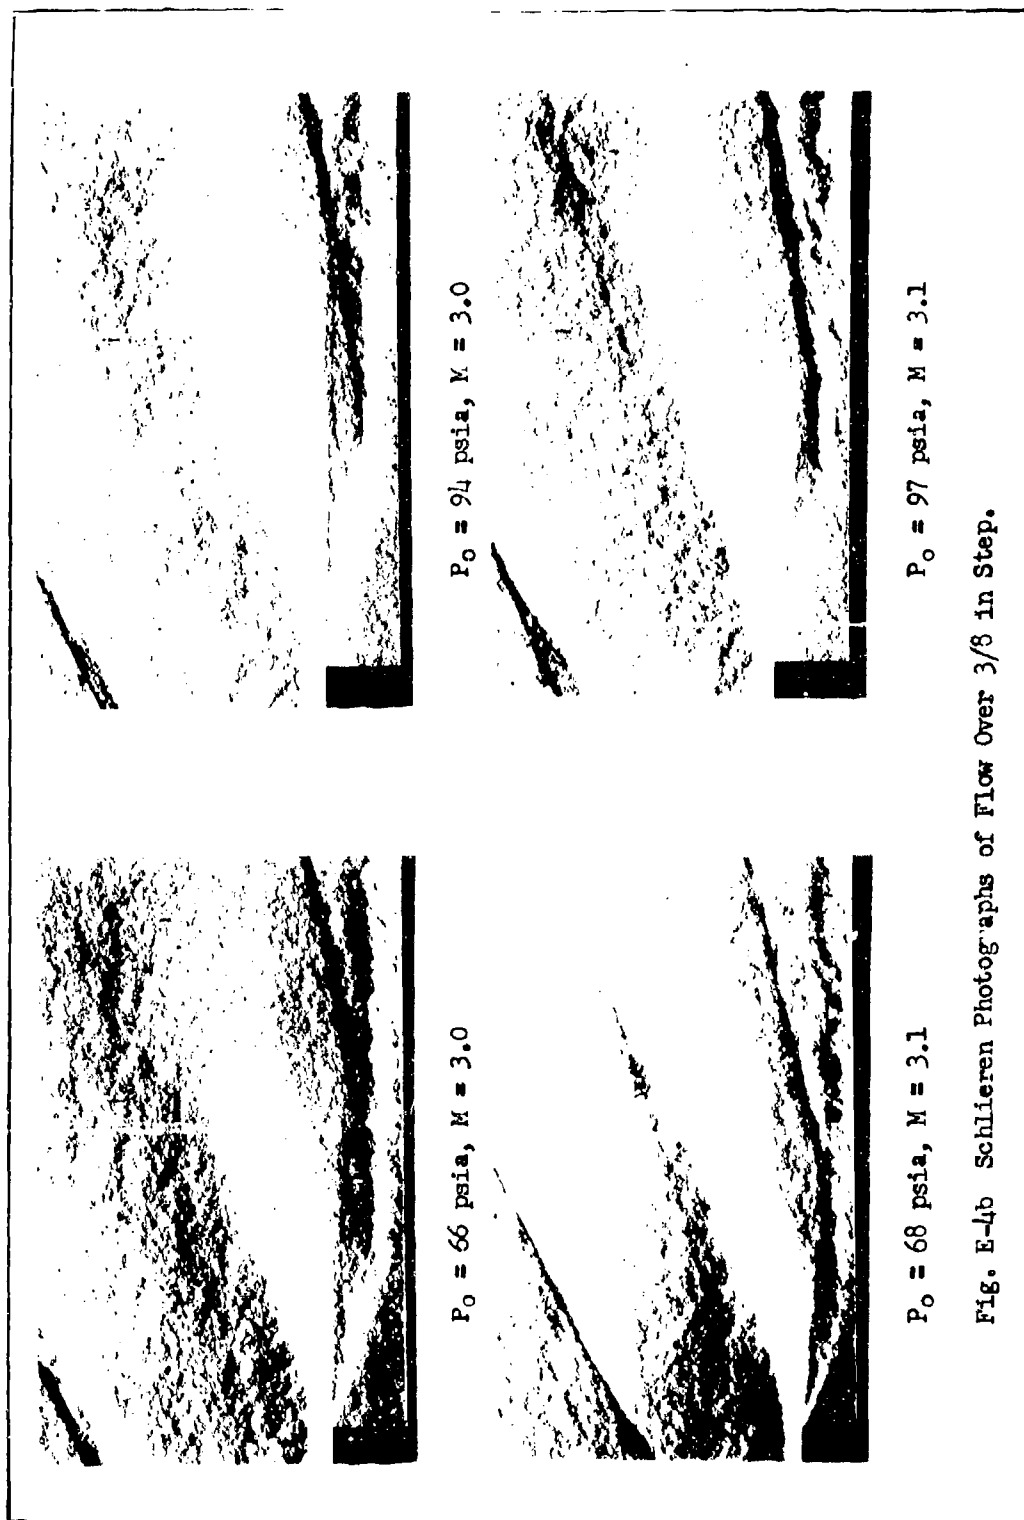 P₀ = 66 psia, M = 3.0
P₀ = 94 psia, M = 3.0
P₀ = 68 psia, M = 3.1
P₀ = 97 psia, M = 3.1
Fig. E-4b Schlieren Photographs of Flow Over 3/8 in Step.